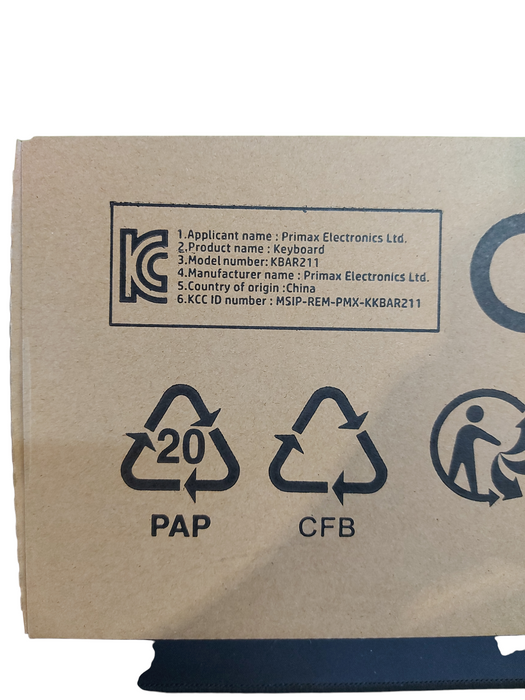 1.Applicant name : Primax Electronics Ltd.
2.Product name : Keyboard
3.Model number: KBAR211
4.Manufacturer name : Primax Electronics Ltd.
5.Country of origin :China
6.KCC ID number : MSIP-REM-PMX-KKBAR211
20
PAP
CFB